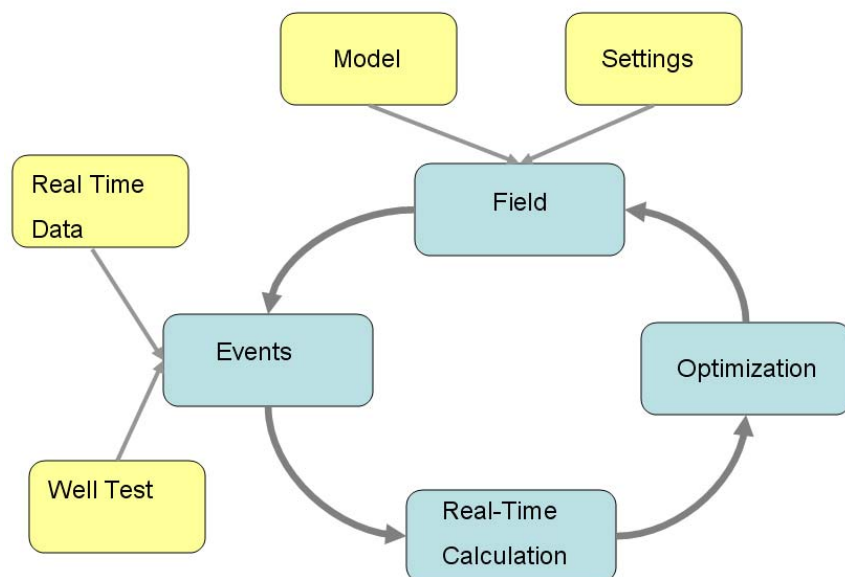 Model
Settings
Real Time
Data
Field
Events
Optimization
Well Test
Real-Time
Calculation